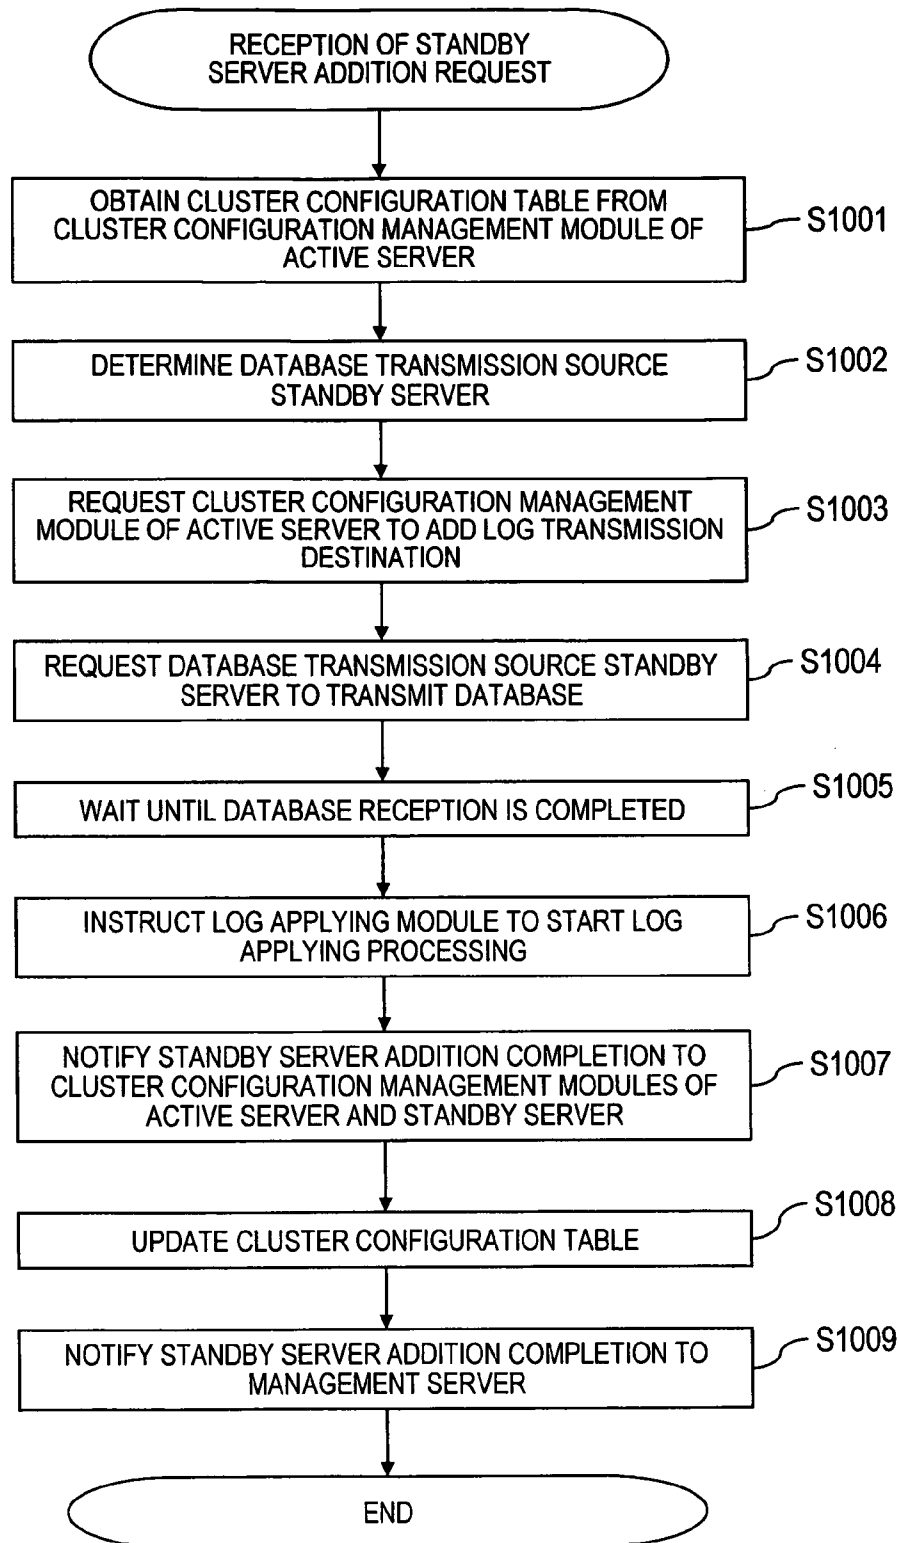 RECEPTION OF STANDBY
SERVER ADDITION REQUEST
OBTAIN CLUSTER CONFIGURATION TABLE FROM
CLUSTER CONFIGURATION MANAGEMENT MODULE OF
ACTIVE SERVER
S1001
DETERMINE DATABASE TRANSMISSION SOURCE
STANDBY SERVER
S1002
REQUEST CLUSTER CONFIGURATION MANAGEMENT
MODULE OF ACTIVE SERVER TO ADD LOG TRANSMISSION
DESTINATION
S1003
REQUEST DATABASE TRANSMISSION SOURCE STANDBY
SERVER TO TRANSMIT DATABASE
S1004
WAIT UNTIL DATABASE RECEPTION IS COMPLETED
S1005
INSTRUCT LOG APPLYING MODULE TO START LOG
APPLYING PROCESSING
S1006
NOTIFY STANDBY SERVER ADDITION COMPLETION TO
CLUSTER CONFIGURATION MANAGEMENT MODULES OF
ACTIVE SERVER AND STANDBY SERVER
S1007
UPDATE CLUSTER CONFIGURATION TABLE
S1008
NOTIFY STANDBY SERVER ADDITION COMPLETION TO
MANAGEMENT SERVER
S1009
END